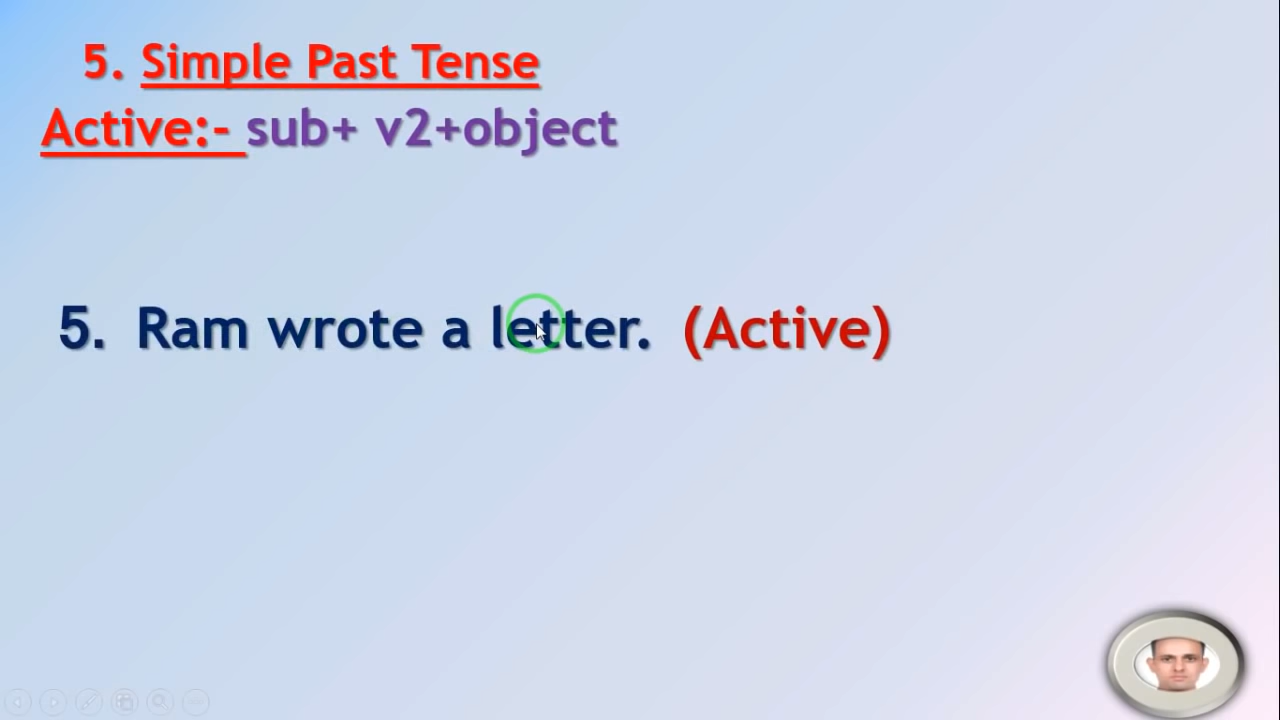 5. Simple Past Tense
Active:- sub+ v2+object
5. Ram wrote a letter. (Active)